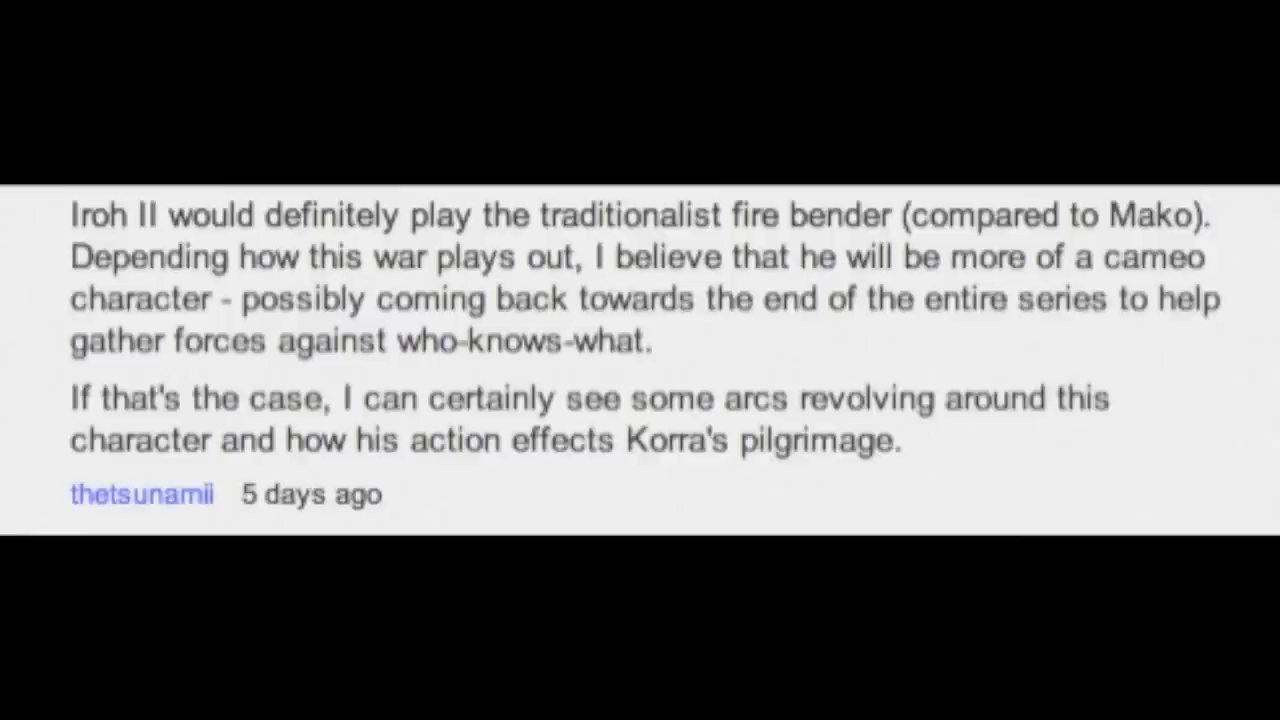 Iroh II would definitely play the traditionalist fire bender (compared to Mako).
Depending how this war plays out, I believe that he will be more of a cameo
character - possibly coming back towards the end of the entire series to help
gather forces against who-knows-what.
If that's the case, I can certainly see some arcs revolving around this
character and how his action effects Korra's pilgrimage.
thetsunamii 5 days ago